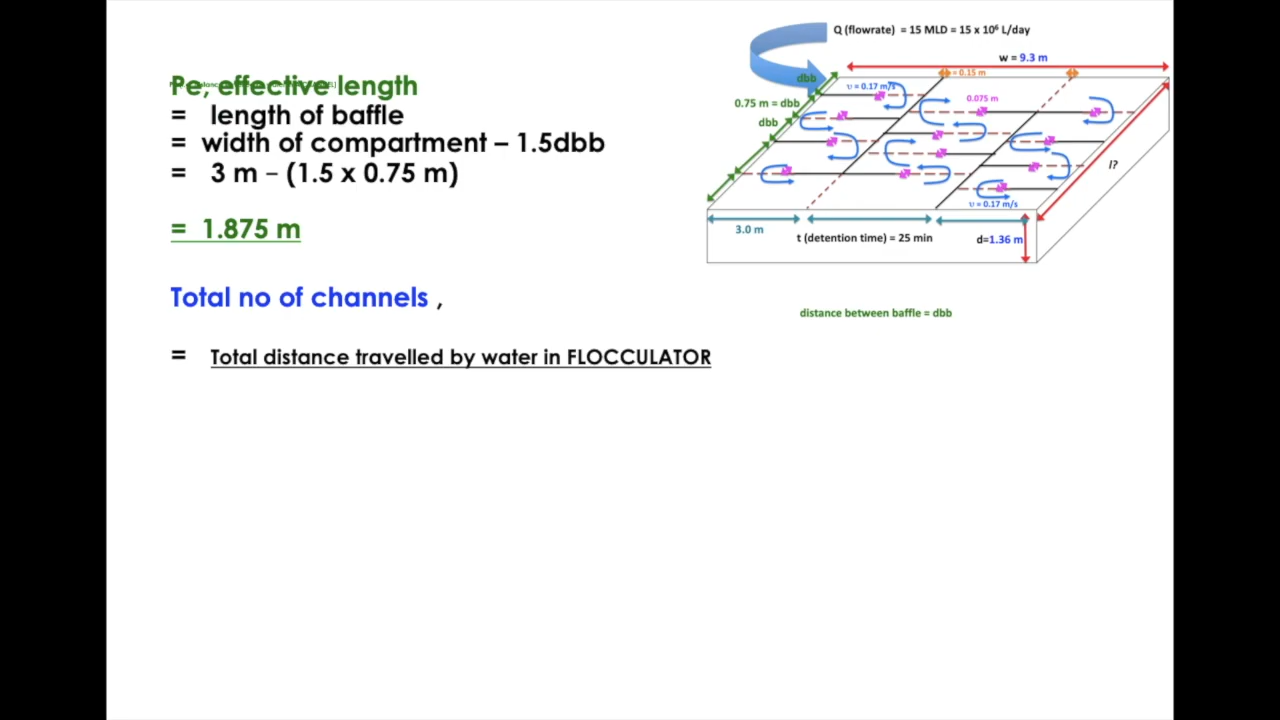 Q (flowrate) = 15 MLD = 15 x 10⁶ L/day
w = 9.3 m
Pe, effective length
= length of baffle
= width of compartment – 1.5dbb
= 3 m – (1.5 x 0.75 m)
= 1.875 m
Total no of channels ,
= Total distance travelled by water in FLOCCULATOR
dbb
= 0.15 m
υ = 0.17 m/s
0.75 m = dbb
0.075 m
dbb
l?
υ = 0.17 m/s
3.0 m
t (detention time) = 25 min
d=1.36 m
distance between baffle = dbb